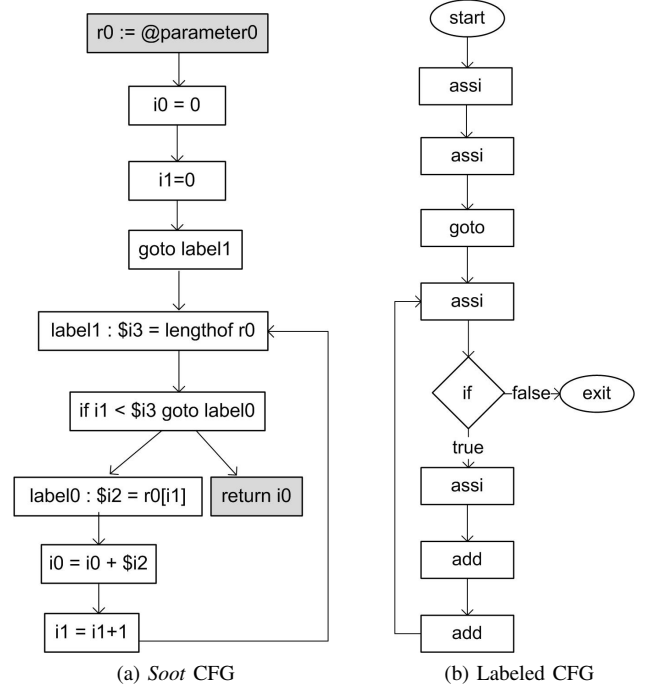 r0 := @parameter0
i0 = 0
i1=0
goto label1
label1 : $i3 = lengthof r0
if i1 < $i3 goto label0
label0 : $i2 = r0[i1]
return i0
i0 = i0 + $i2
i1 = i1+1
(a) Soot CFG
start
assi
assi
goto
assi
if
false
exit
true
assi
add
add
(b) Labeled CFG